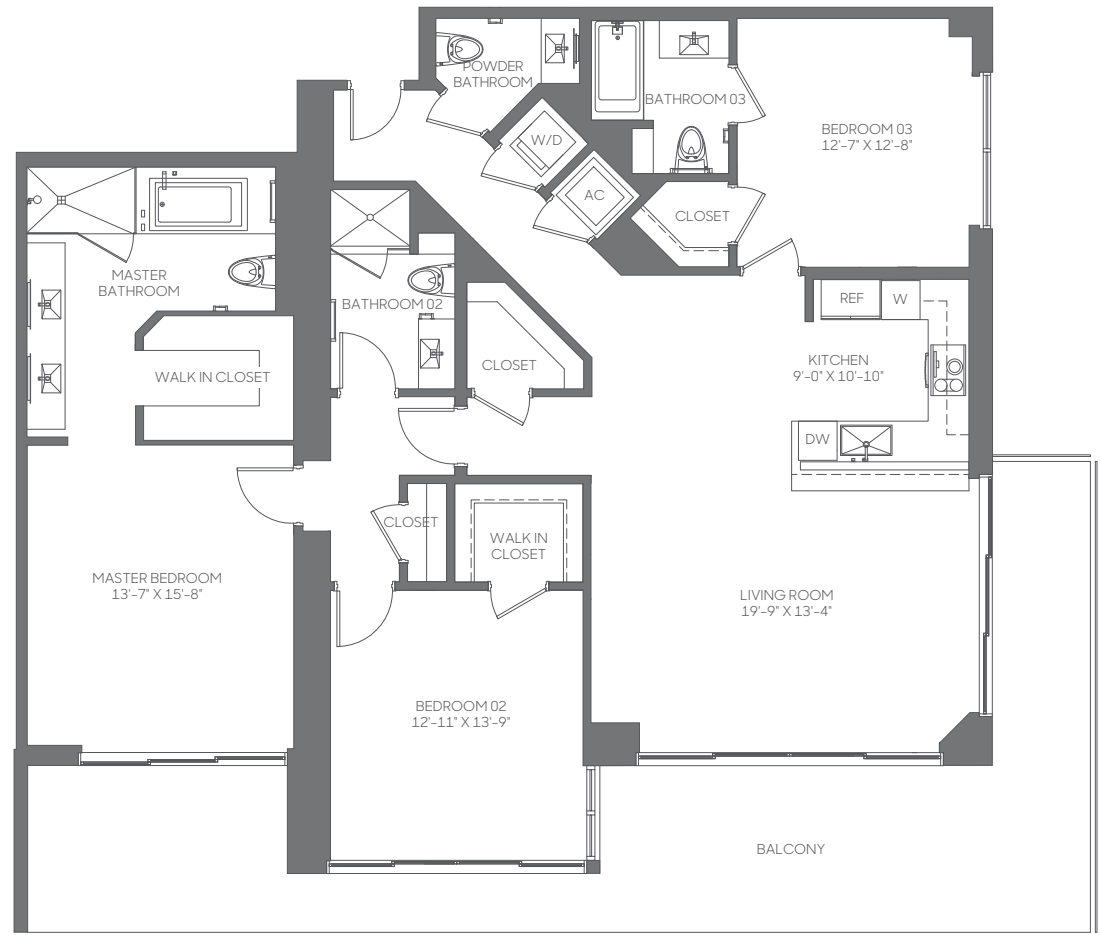 POWDER
BATHROOM
BATHROOM 03
BEDROOM 03
12'-7" X 12'-8"
W/D
AC
CLOSET
MASTER
BATHROOM
BATHROOM 02
REF
W
KITCHEN
9'-0" X 10'-10"
CLOSET
WALK IN CLOSET
DW
CLOSET
WALK IN
CLOSET
MASTER BEDROOM
13'-7" X 15'-8"
LIVING ROOM
19'-9" X 13'-4"
BEDROOM 02
12'-11" X 13'-9"
BALCONY